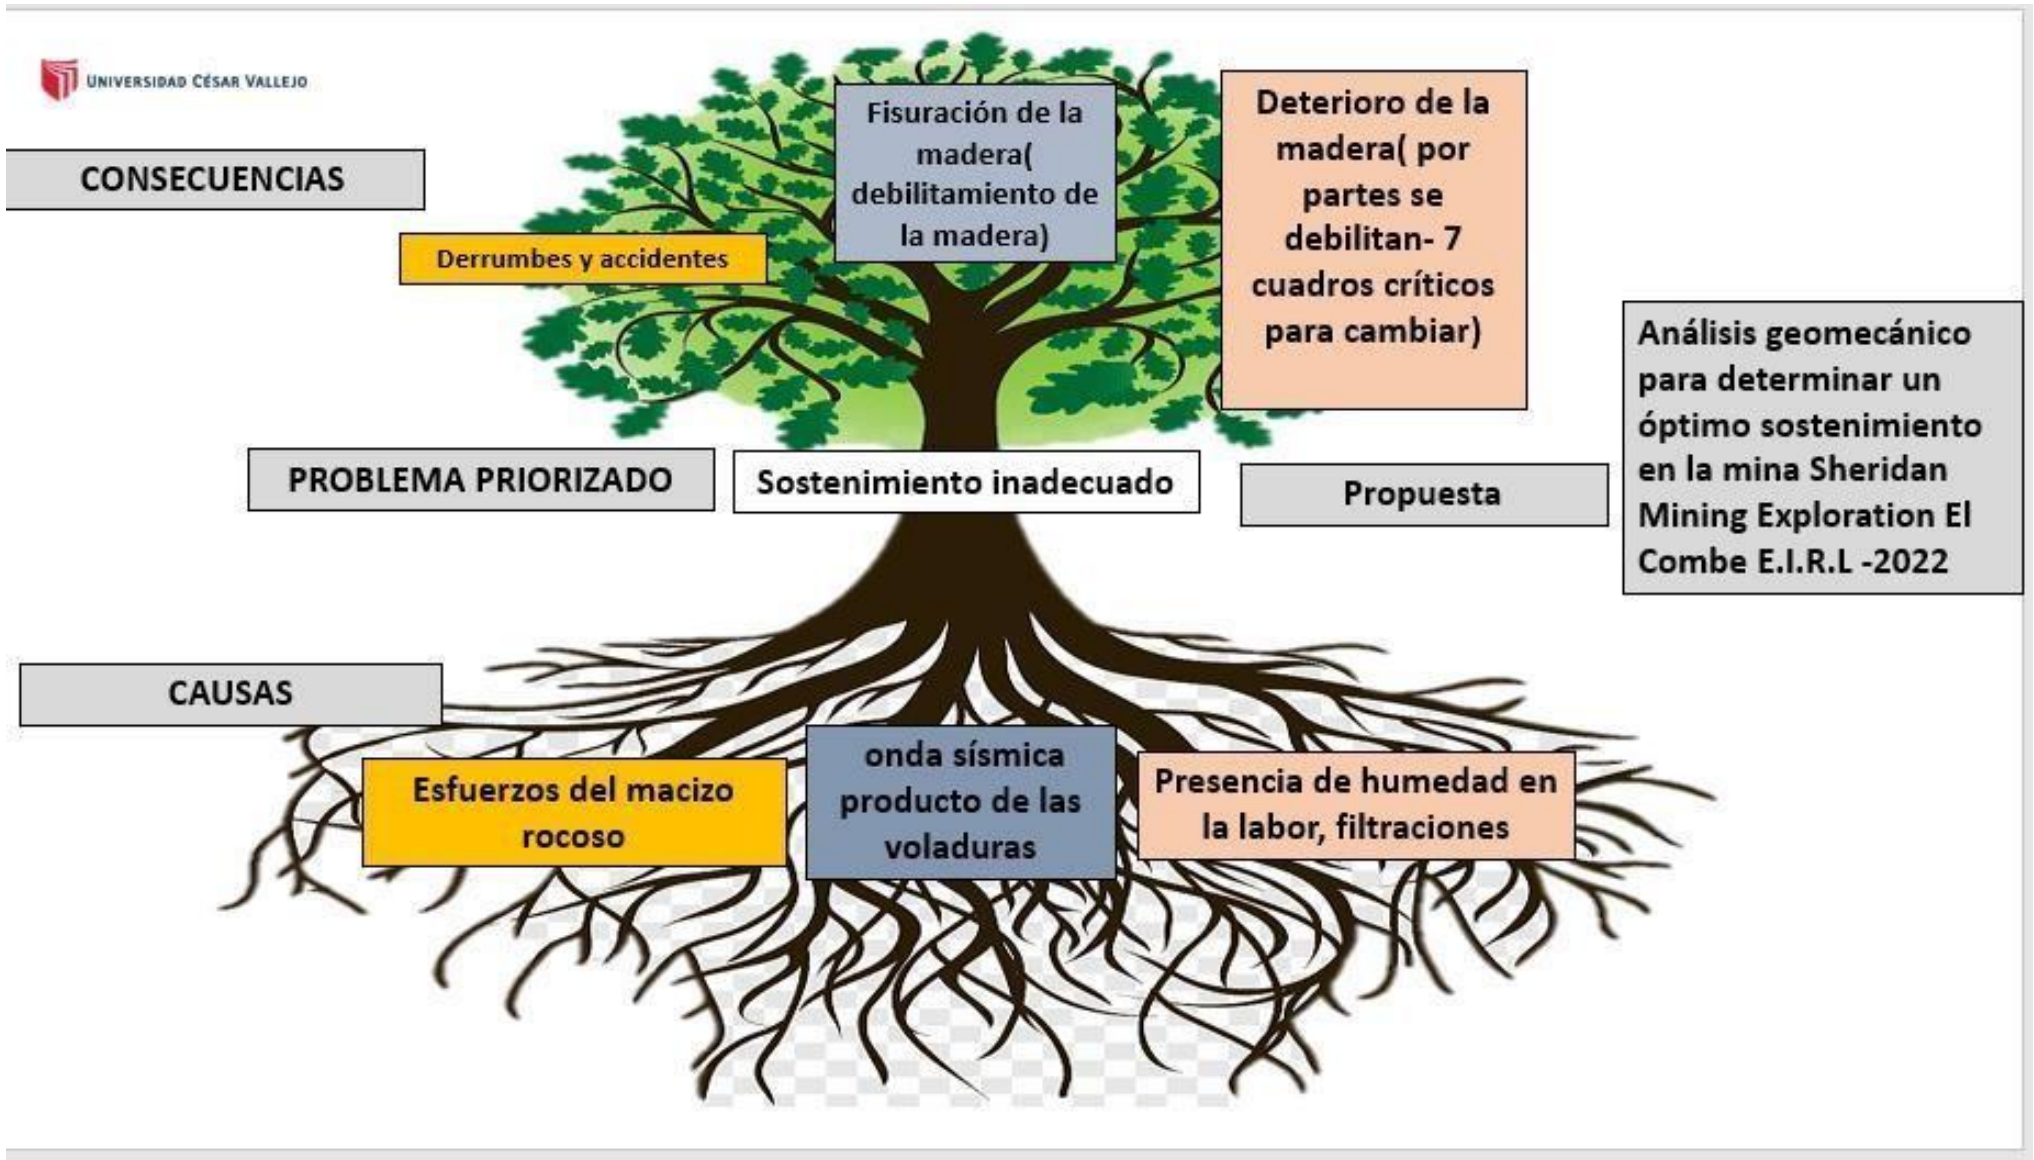 UNIVERSIDAD CÉSAR VALLEJO
CONSECUENCIAS
Derrumbes y accidentes
Fisuración de la
madera(
debilitamiento de
la madera)
Deterioro de la
madera( por
partes se
debilitan- 7
cuadros críticos
para cambiar)
PROBLEMA PRIORIZADO
Sostenimiento inadecuado
Propuesta
Análisis geomecánico
para determinar un
óptimo sostenimiento
en la mina Sheridan
Mining Exploration El
Combe E.I.R.L -2022
CAUSAS
Esfuerzos del macizo
rocoso
onda sísmica
producto de las
voladuras
Presencia de humedad en
la labor, filtraciones